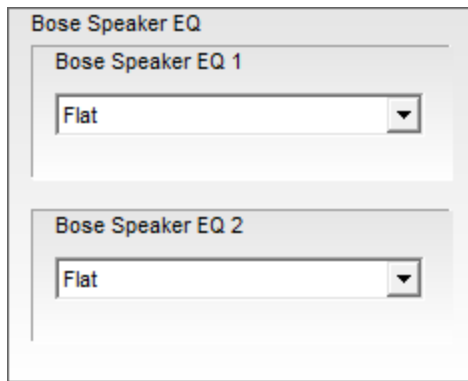 Bose Speaker EQ
Bose Speaker EQ 1
Flat
Bose Speaker EQ 2
Flat